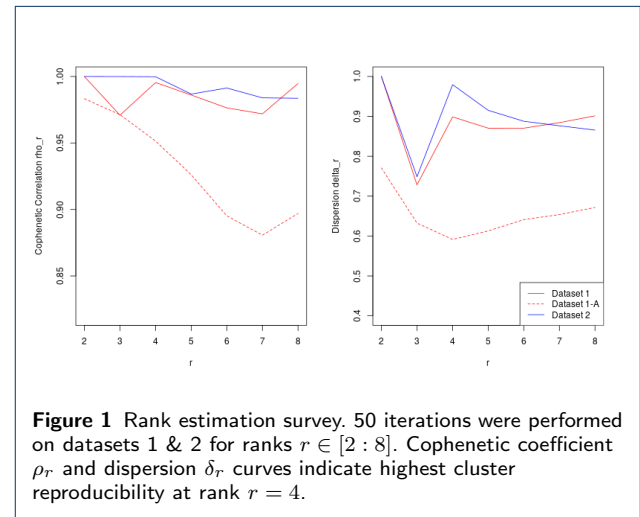 1.00
0.95
0.90
0.85
Cophenetic Correlation rho_r
2 3 4 5 6 7 8
r
1.0
0.9
0.8
0.7
0.6
0.5
0.4
Dispersion delta_r
2 3 4 5 6 7 8
r
Dataset 1
Dataset 1-A
Dataset 2
Figure 1 Rank estimation survey. 50 iterations were performed
on datasets 1 & 2 for ranks r ∈ [2 : 8]. Cophenetic coefficient
ρr and dispersion δr curves indicate highest cluster
reproducibility at rank r = 4.